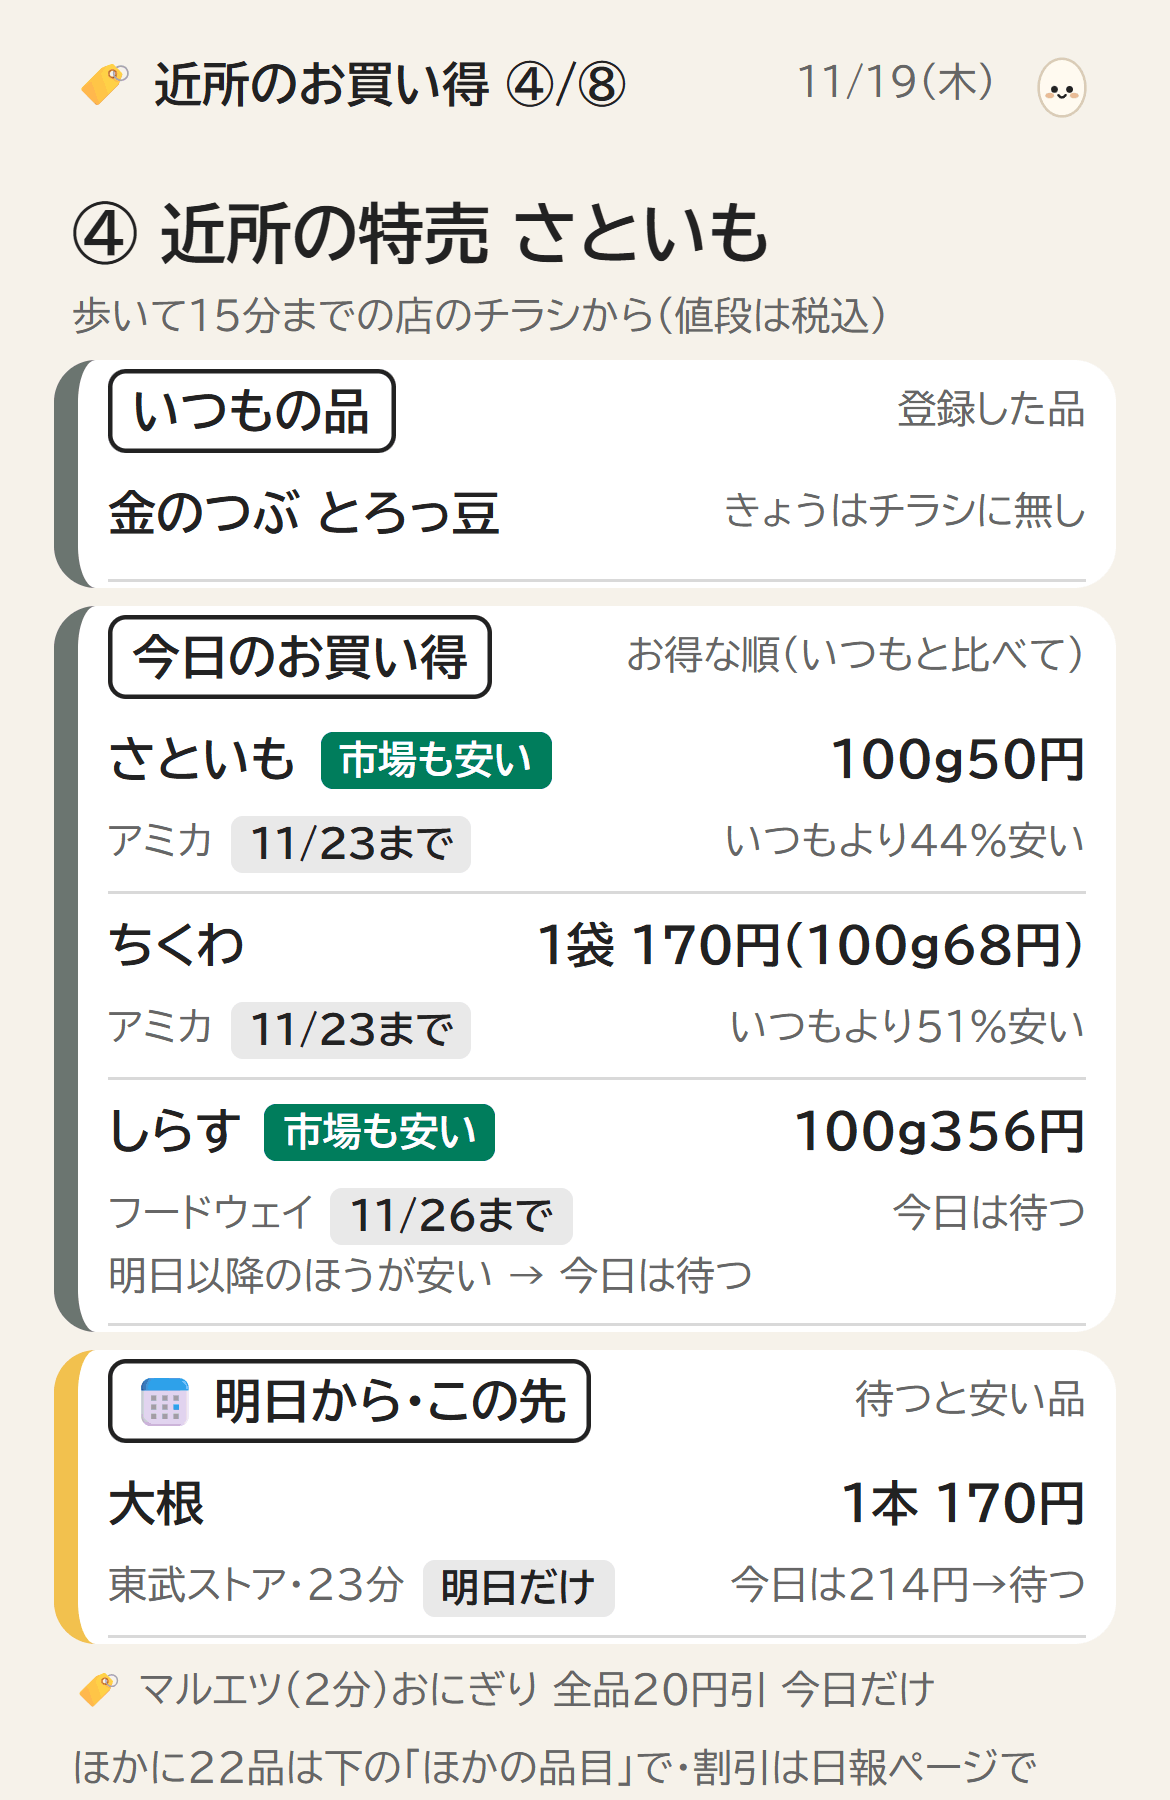 近所のお買い得 ④/⑧ 11/19(木)
④ 近所の特売 さといも
歩いて15分までの店のチラシから(値段は税込)
いつもの品 登録した品
金のつぶ とろっ豆 きょうはチラシに無し
今日のお買い得 お得な順(いつもと比べて)
さといも 市場も安い 100g50円
アミカ 11/23まで いつもより44%安い
ちくわ 1袋 170円(100g68円)
アミカ 11/23まで いつもより51%安い
しらす 市場も安い 100g356円
フードウェイ 11/26まで 今日は待つ
明日以降のほうが安い → 今日は待つ
明日から・この先 待つと安い品
大根 1本 170円
東武ストア・23分 明日だけ 今日は214円→待つ
マルエツ(2分)おにぎり 全品20円引 今日だけ
ほかに22品は下の「ほかの品目」で・割引は日報ページで